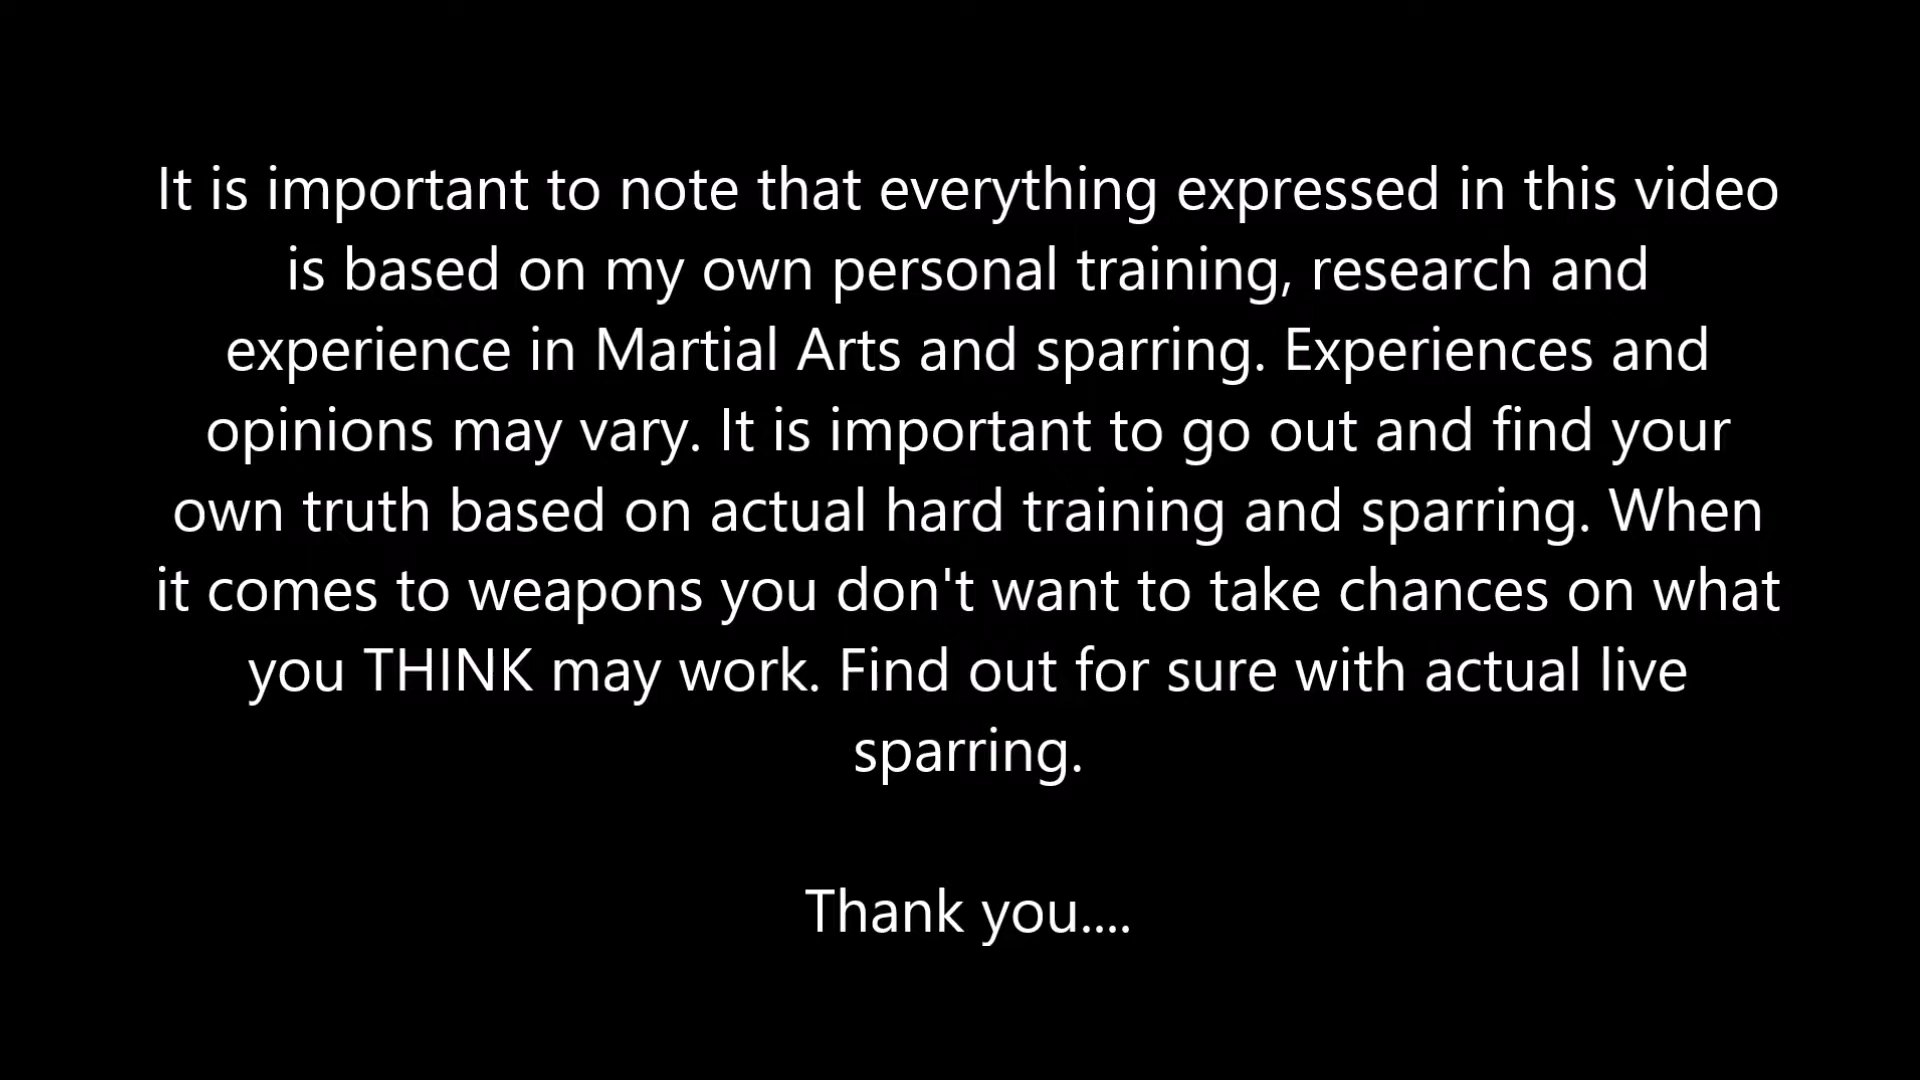 It is important to note that everything expressed in this video
is based on my own personal training, research and
experience in Martial Arts and sparring. Experiences and
opinions may vary. It is important to go out and find your
own truth based on actual hard training and sparring. When
it comes to weapons you don't want to take chances on what
you THINK may work. Find out for sure with actual live
sparring.
Thank you....